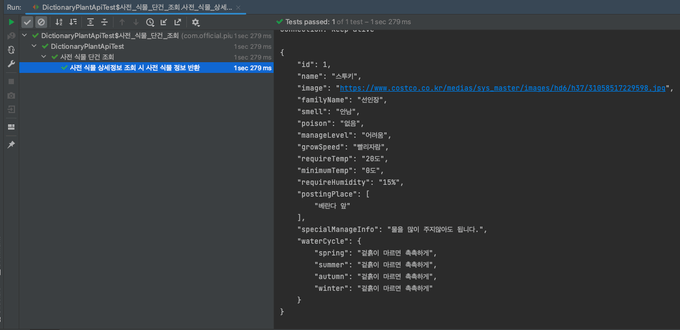 Run:
DictionaryPlantApiTest$사전_식물_단건_조회.사전_식물_상세...
Tests passed: 1 of 1 test – 1 sec 279 ms
DictionaryPlantApiTest$사전_식물_단건_조회 (com.official.plu 1 sec 279 ms
DictionaryPlantApiTest 1 sec 279 ms
사전 식물 단건 조회 1 sec 279 ms
사전 식물 상세정보 조회 시 사전 식물 정보 반환 1 sec 279 ms
Connection: keep-alive
{
"id": 1,
"name": "스투키",
"image": "https://www.costco.co.kr/medias/sys_master/images/hd6/h37/31058517229598.jpg",
"familyName": "선인장",
"smell": "안남",
"poison": "없음",
"manageLevel": "어려움",
"growSpeed": "빨리자람",
"requireTemp": "20도",
"minimumTemp": "0도",
"requireHumidity": "15%",
"postingPlace": [
"베란다 앞"
],
"specialManageInfo": "물을 많이 주지않아도 됩니다.",
"waterCycle": {
"spring": "겉흙이 마르면 촉촉하게",
"summer": "겉흙이 마르면 촉촉하게",
"autumn": "겉흙이 마르면 촉촉하게",
"winter": "겉흙이 마르면 촉촉하게"
}
}